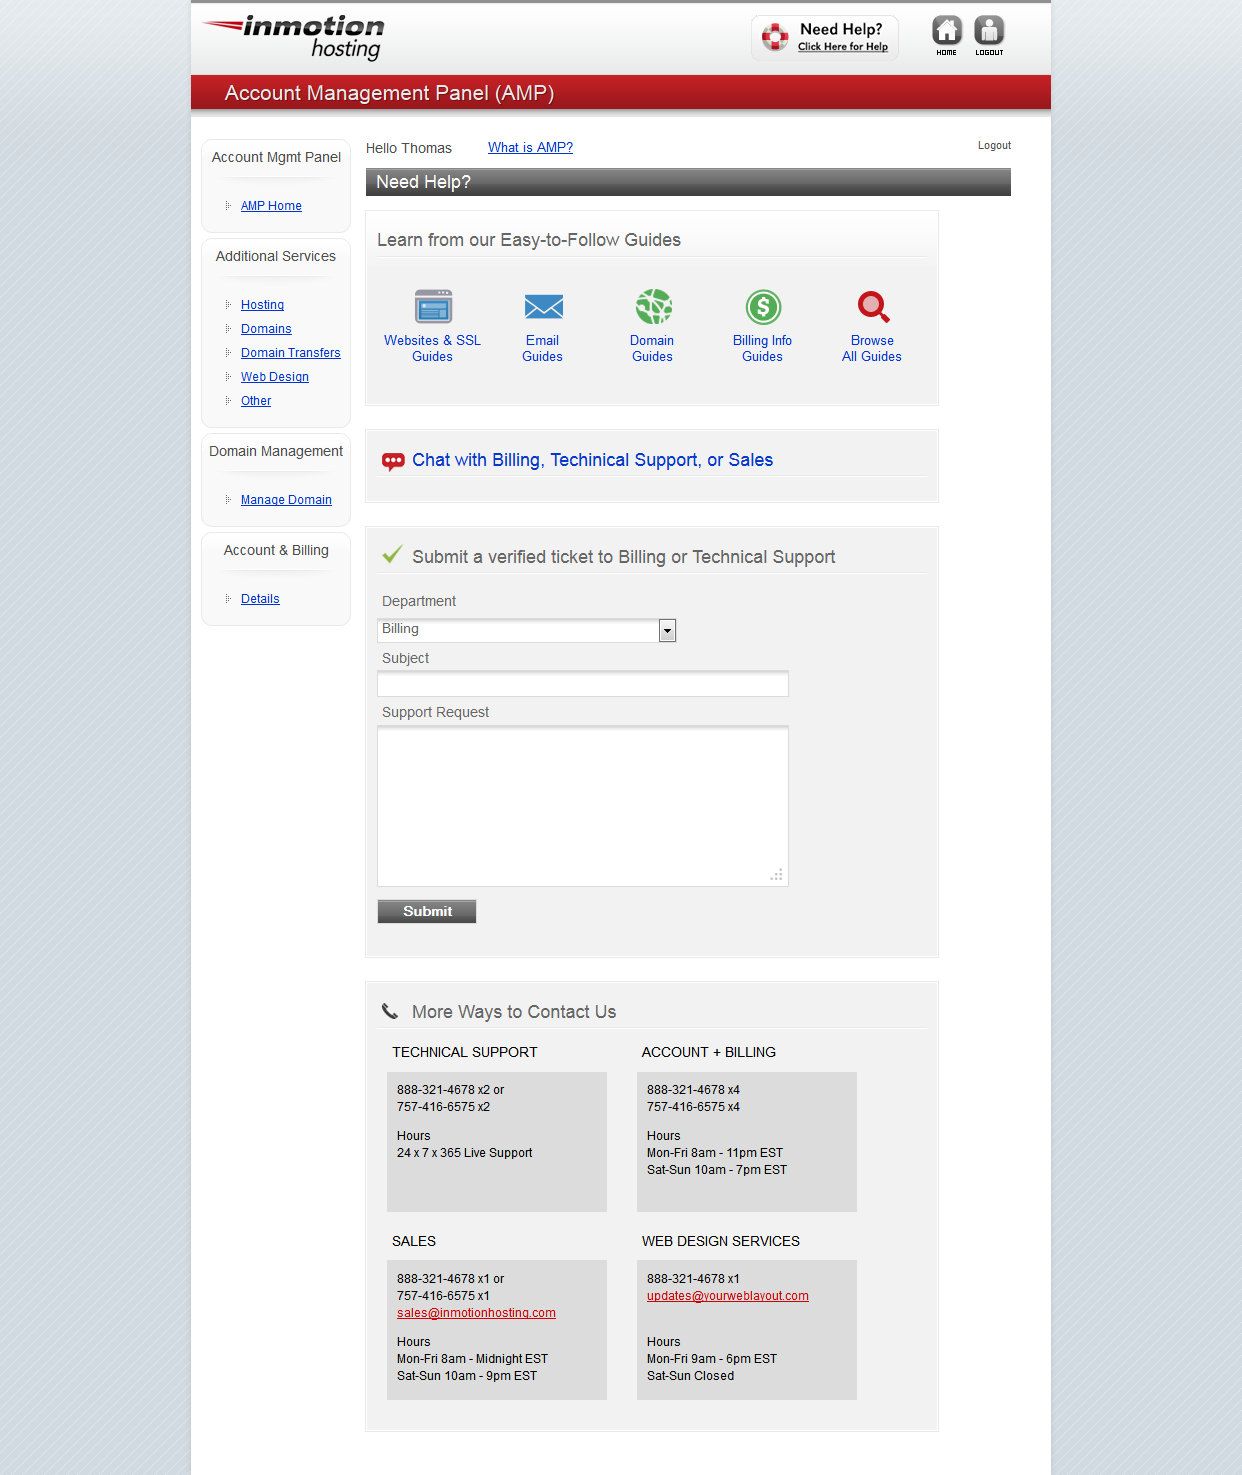 inmotion
hosting
Need Help?
Click Here for Help
HOME
LOGOUT
Account Management Panel (AMP)
Account Mgmt Panel
AMP Home
Additional Services
Hosting
Domains
Domain Transfers
Web Design
Other
Domain Management
Manage Domain
Account & Billing
Details
Hello Thomas
What is AMP?
Logout
Need Help?
Learn from our Easy-to-Follow Guides
Websites & SSL
Guides
Email
Guides
Domain
Guides
Billing Info
Guides
Browse
All Guides
Chat with Billing, Techinical Support, or Sales
Submit a verified ticket to Billing or Technical Support
Department
Billing
Subject
Support Request
Submit
More Ways to Contact Us
TECHNICAL SUPPORT
888-321-4678 x2 or
757-416-6575 x2
Hours
24 x 7 x 365 Live Support
ACCOUNT + BILLING
888-321-4678 x4
757-416-6575 x4
Hours
Mon-Fri 8am - 11pm EST
Sat-Sun 10am - 7pm EST
SALES
888-321-4678 x1 or
757-416-6575 x1
sales@inmotionhosting.com
Hours
Mon-Fri 8am - Midnight EST
Sat-Sun 10am - 9pm EST
WEB DESIGN SERVICES
888-321-4678 x1
updates@yourweblayout.com
Hours
Mon-Fri 9am - 6pm EST
Sat-Sun Closed